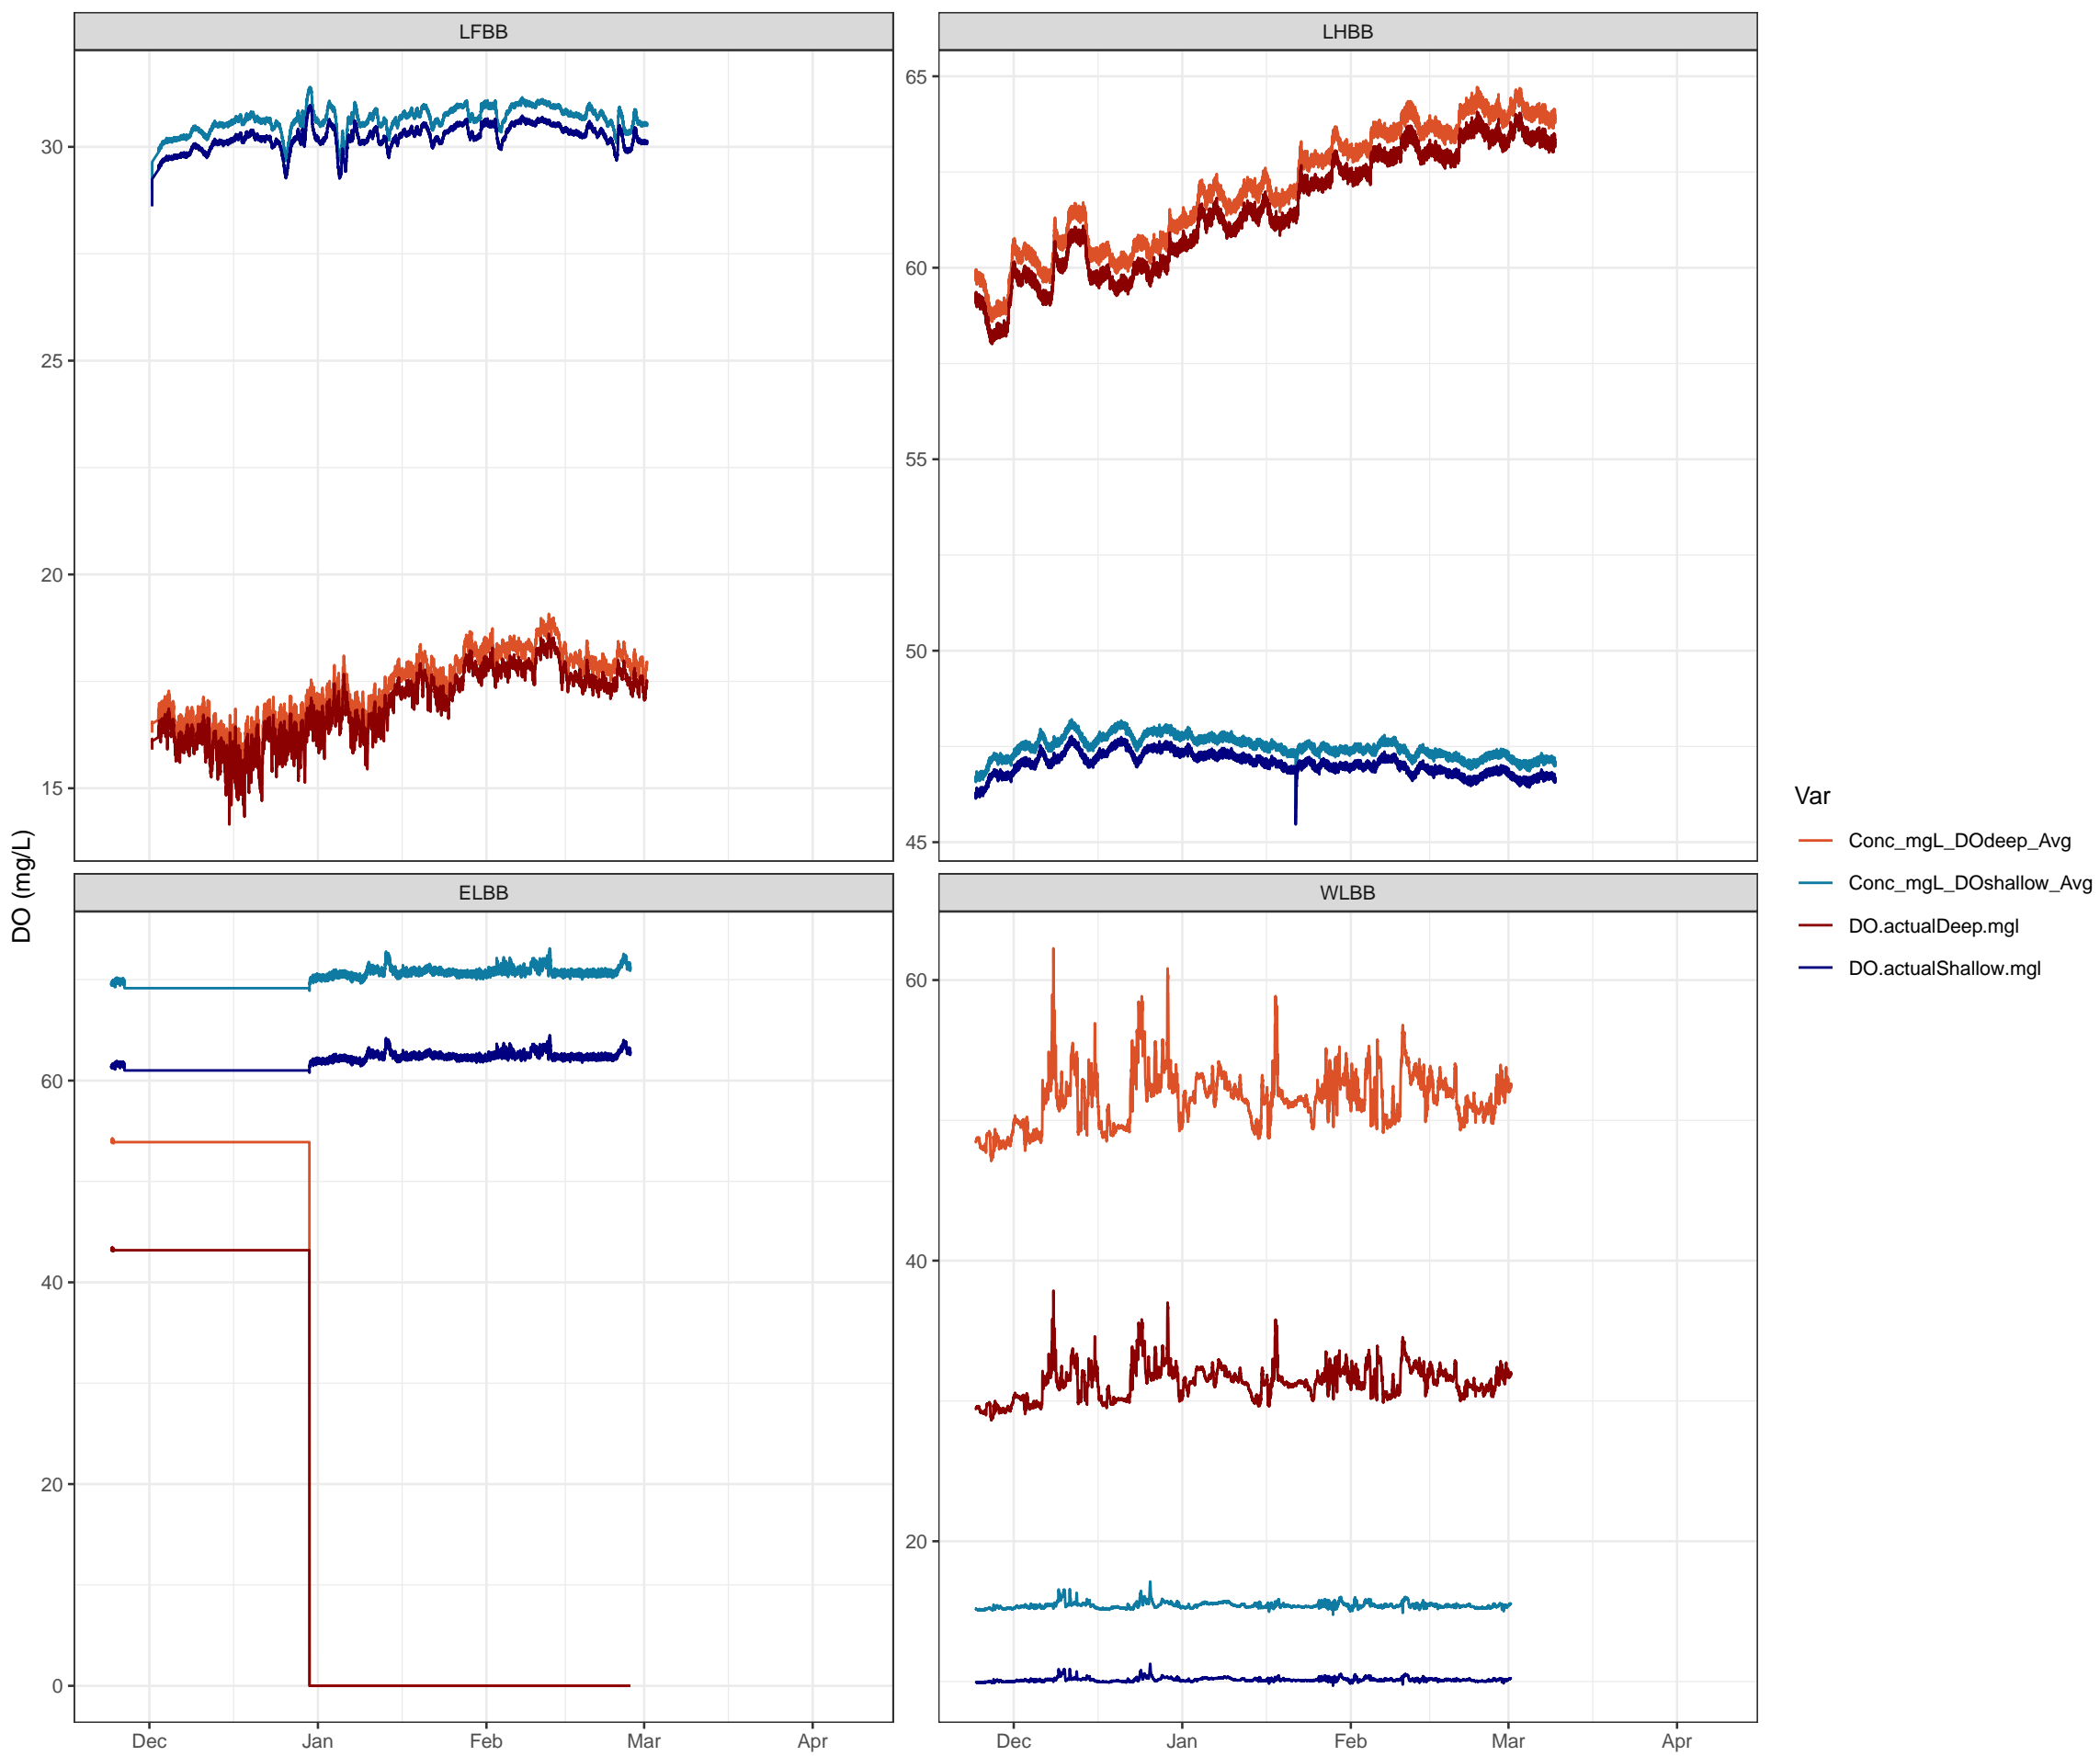 LFBB
LHBB
30
25
20
15
65
60
55
50
45
DO (mg/L)
ELBB
WLBB
60
40
20
0
60
40
20
Dec Jan Feb Mar Apr
Dec Jan Feb Mar Apr
Var
Conc_mgL_DOdeep_Avg
Conc_mgL_DOshallow_Avg
DO.actualDeep.mgl
DO.actualShallow.mgl